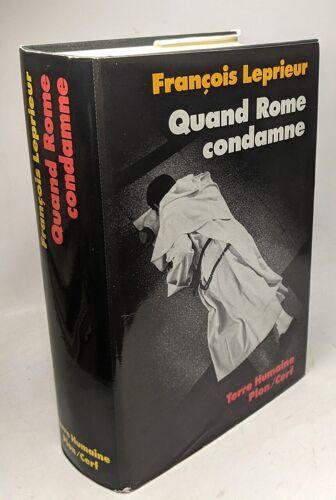 François Leprieur
Quand Rome
condamne
Terre Humaine
Plon/Cerf
François Leprieur
Quand Rome
condamne
Terre Humaine
Plon/Cerf